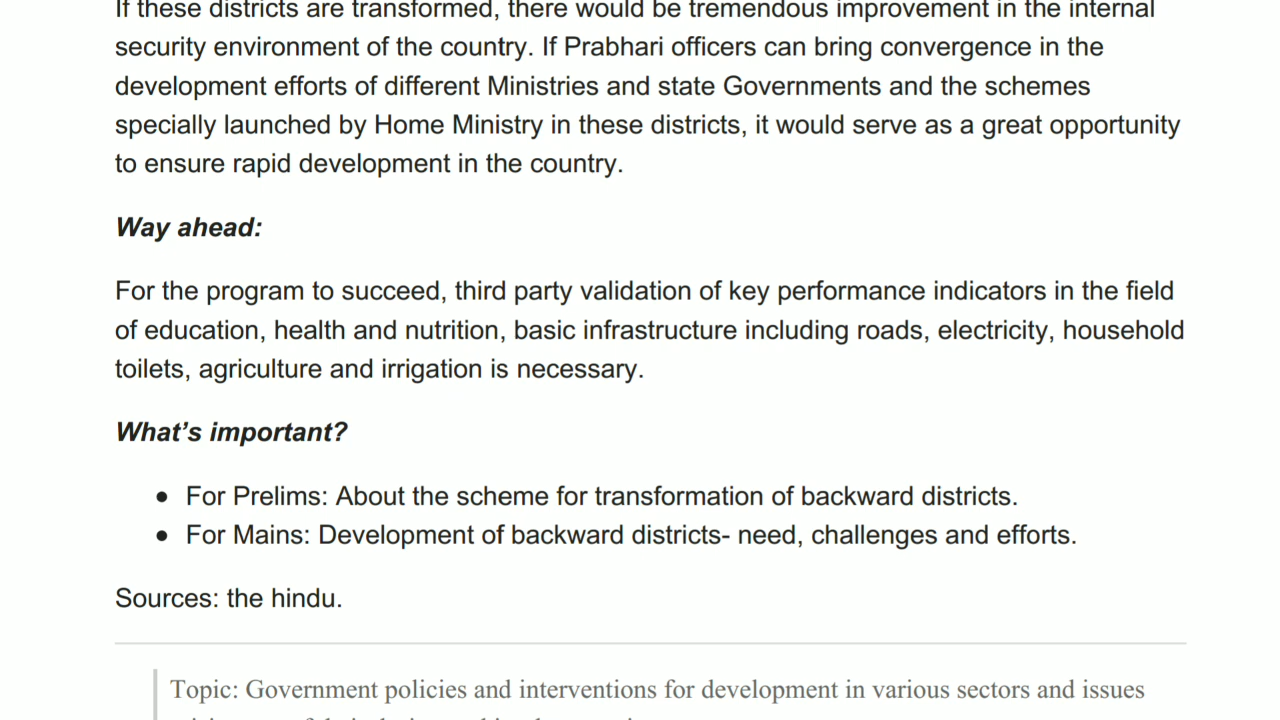 If these districts are transformed, there would be tremendous improvement in the internal
security environment of the country. If Prabhari officers can bring convergence in the
development efforts of different Ministries and state Governments and the schemes
specially launched by Home Ministry in these districts, it would serve as a great opportunity
to ensure rapid development in the country.
Way ahead:
For the program to succeed, third party validation of key performance indicators in the field
of education, health and nutrition, basic infrastructure including roads, electricity, household
toilets, agriculture and irrigation is necessary.
What’s important?
● For Prelims: About the scheme for transformation of backward districts.
● For Mains: Development of backward districts- need, challenges and efforts.
Sources: the hindu.
Topic: Government policies and interventions for development in various sectors and issues